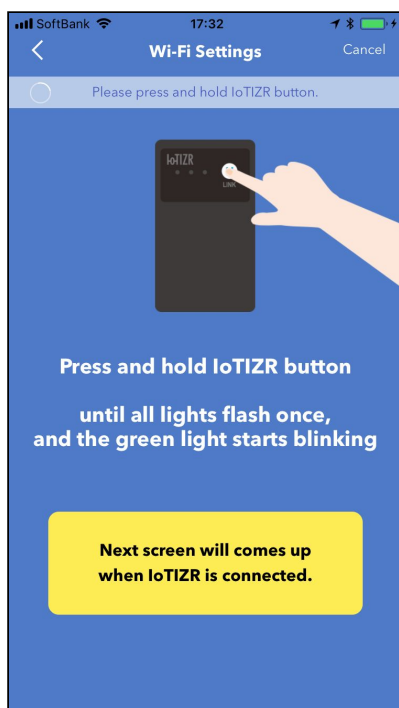 SoftBank 17:32
Wi-Fi Settings Cancel
Please press and hold IoTIZR button.
IoTIZR
LINK
Press and hold IoTIZR button
until all lights flash once,
and the green light starts blinking
Next screen will comes up
when IoTIZR is connected.